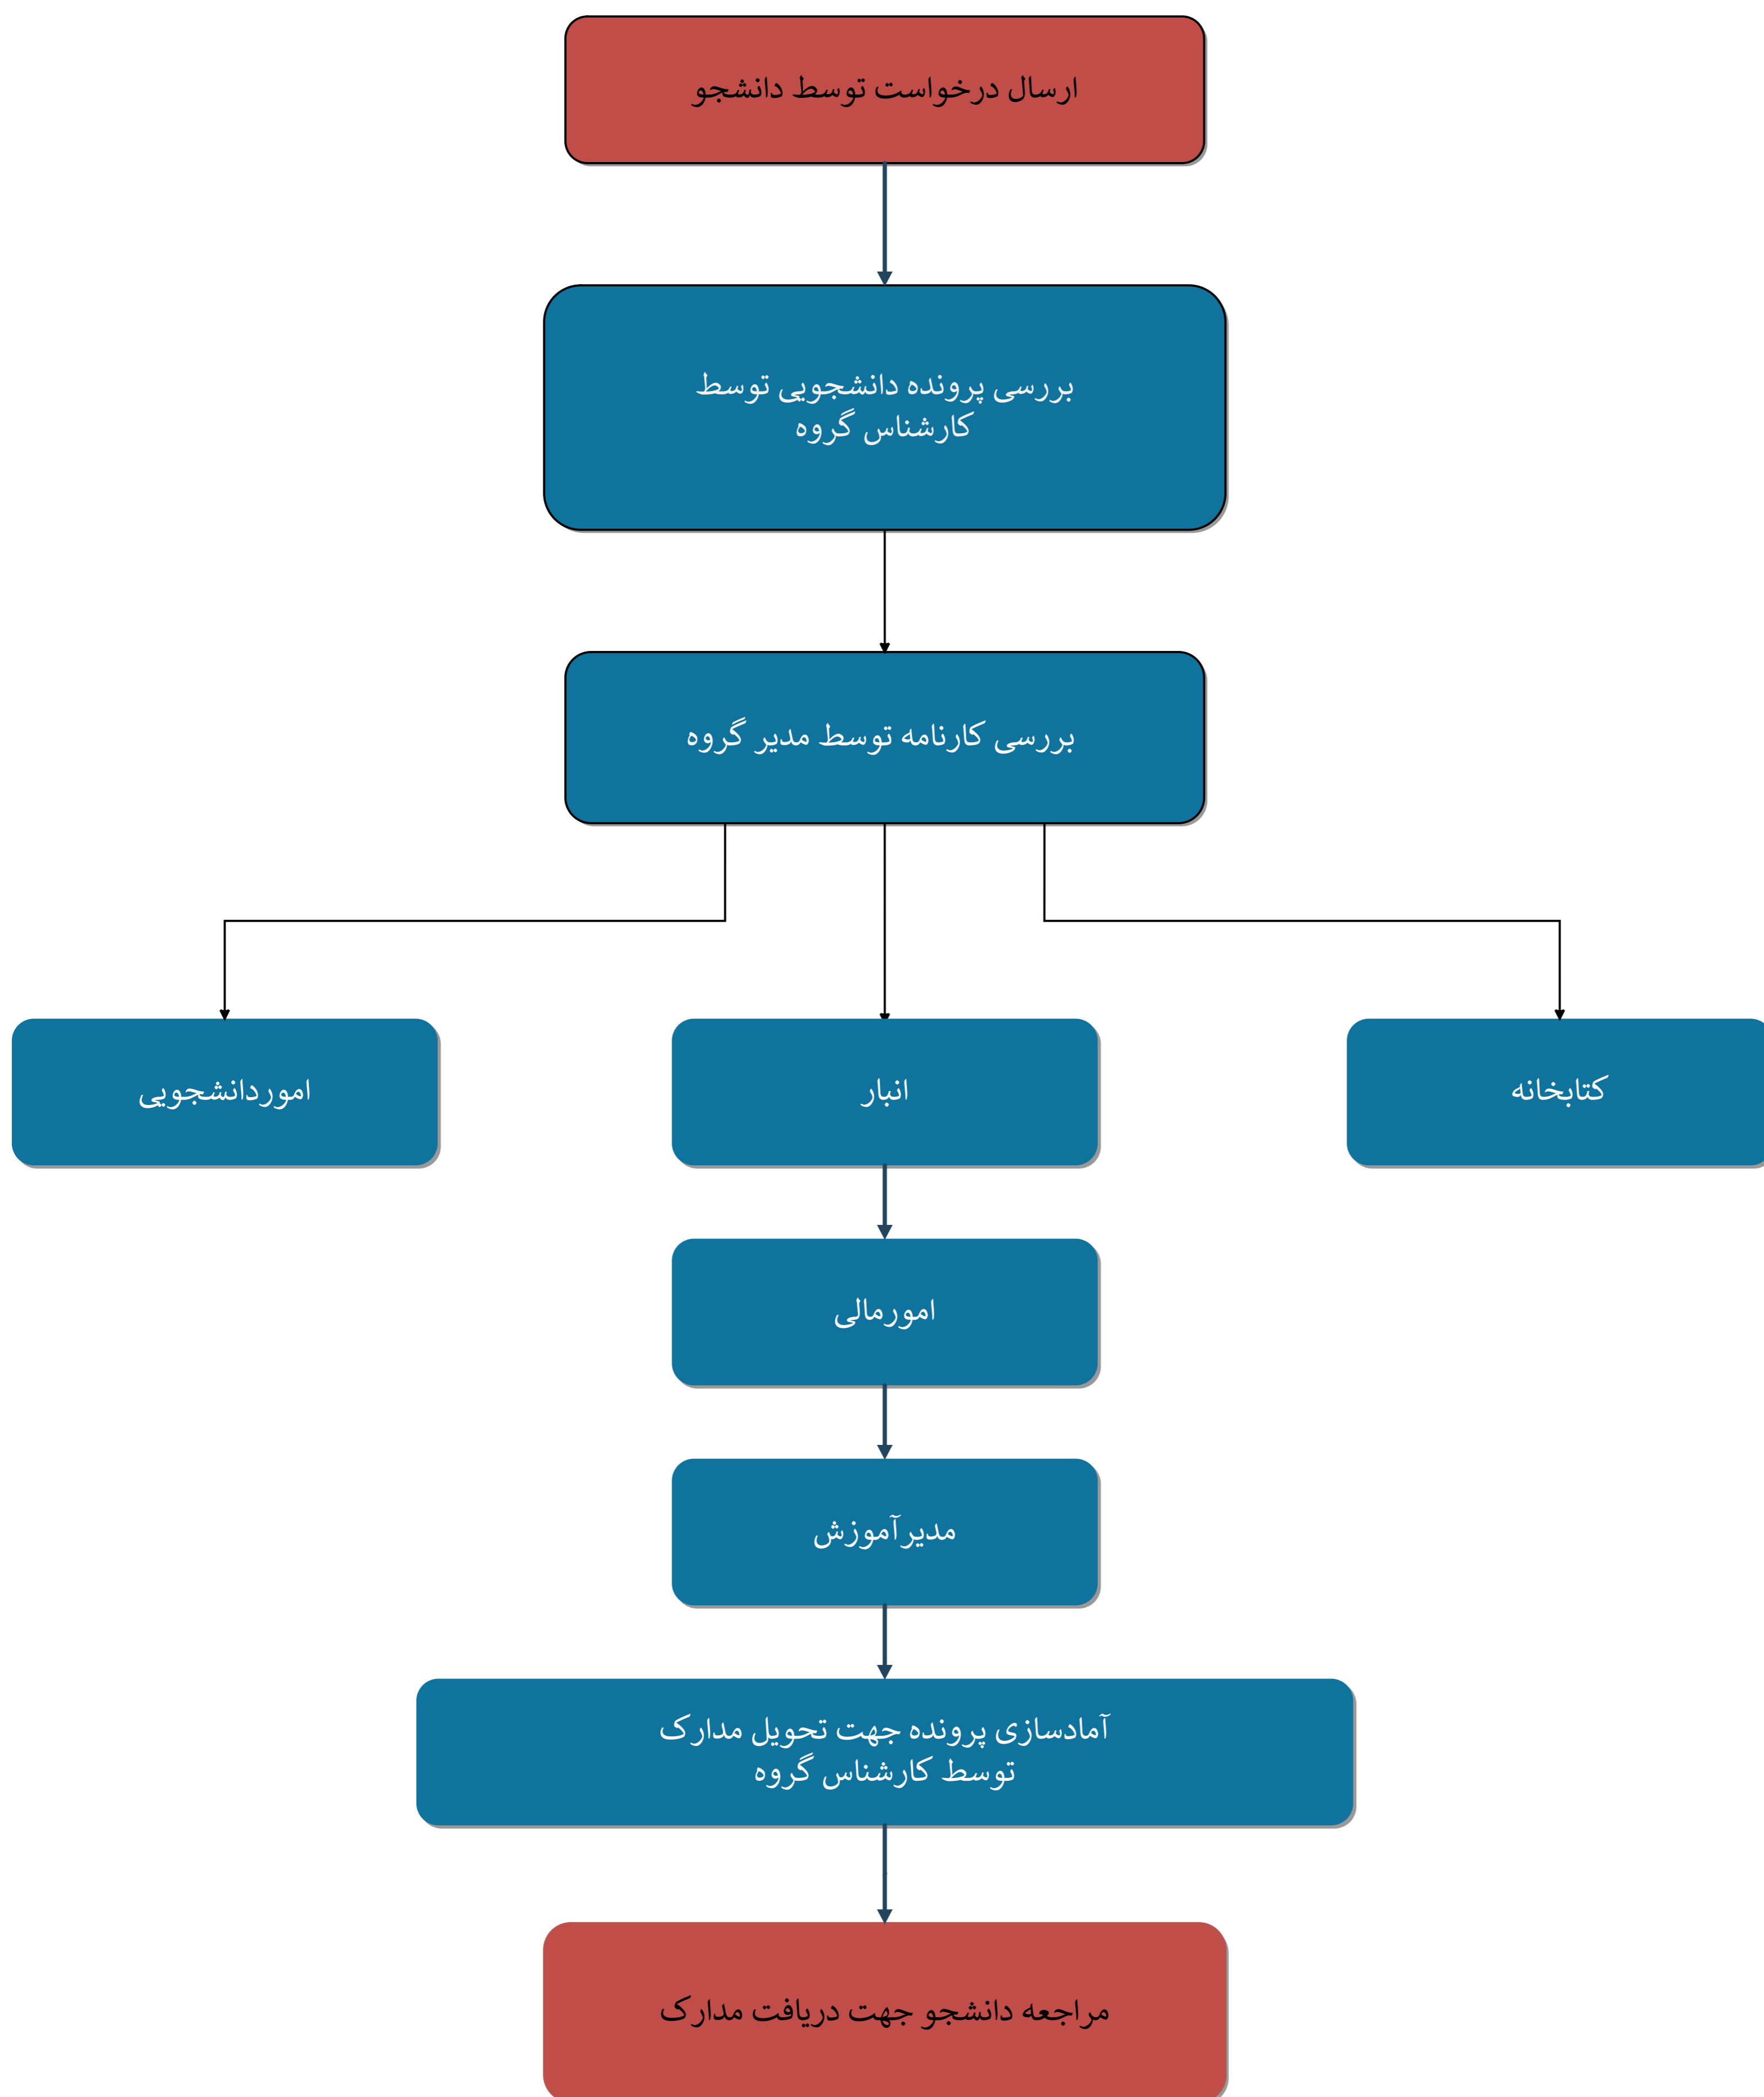 ارسال درخواست توسط دانشجو
بررسی پرونده دانشجویی توسط
کارشناس گروه
بررسی کارنامه توسط مدیر گروه
کتابخانه
انبار
اموردانشجویی
امورمالی
مدیرآموزش
آمادسازی پرونده جهت تحویل مدارک
توسط کارشناس گروه
مراجعه دانشجو جهت دریافت مدارک